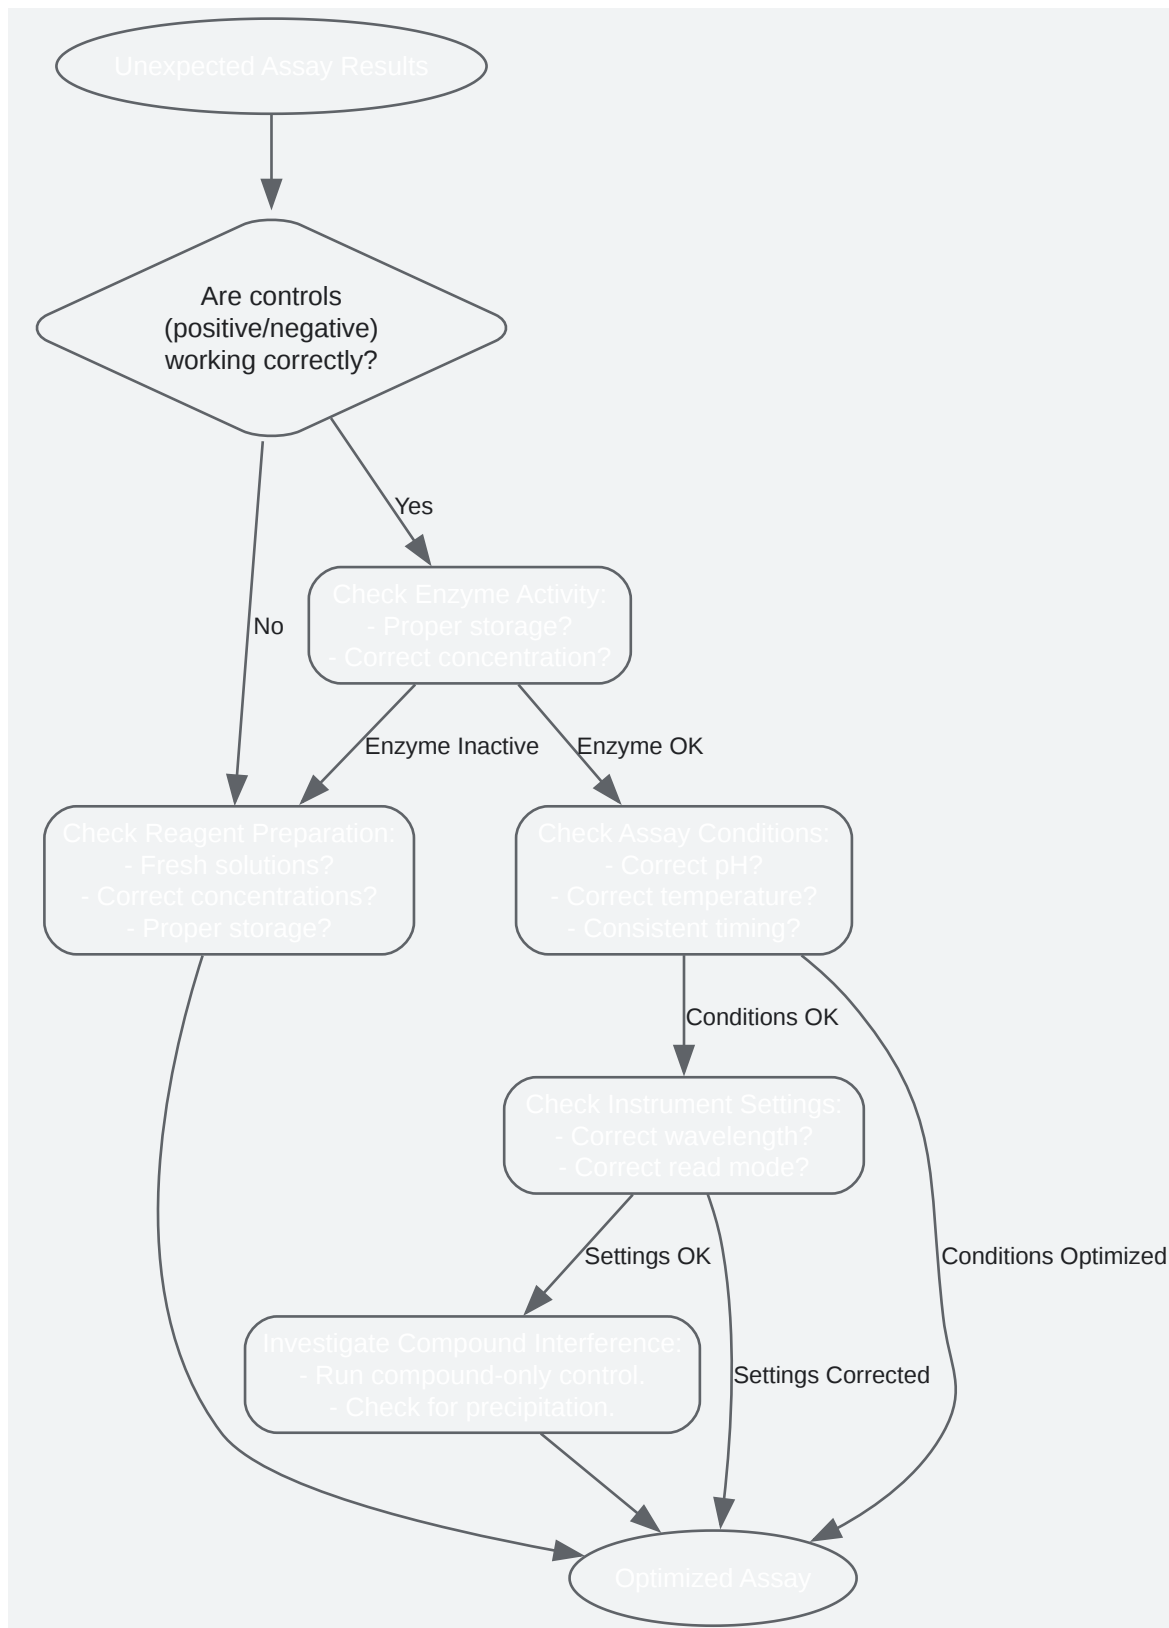 Unexpected Assay Results
Are controls
(positive/negative)
working correctly?
Yes
No
Check Enzyme Activity:
- Proper storage?
- Correct concentration?
Enzyme Inactive
Enzyme OK
Check Reagent Preparation:
- Fresh solutions?
- Correct concentrations?
- Proper storage?
Check Assay Conditions:
- Correct pH?
- Correct temperature?
- Consistent timing?
Conditions OK
Check Instrument Settings:
- Correct wavelength?
- Correct read mode?
Settings OK
Conditions Optimized
Investigate Compound Interference:
- Run compound-only control.
- Check for precipitation.
Settings Corrected
Optimized Assay